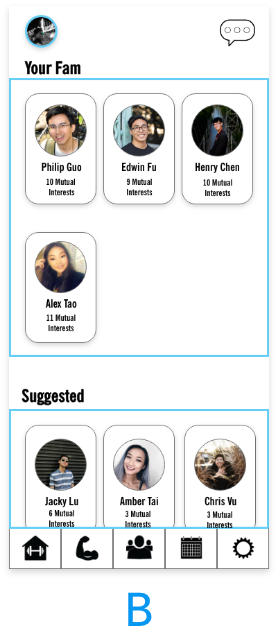 Your Fam
Philip Guo
10 Mutual
Interests
Edwin Fu
9 Mutual
Interests
Henry Chen
10 Mutual
Interests
Alex Tao
11 Mutual
Interests
Suggested
Jacky Lu
6 Mutual
Interests
Amber Tai
3 Mutual
Interests
Chris Vu
3 Mutual
Interests
B